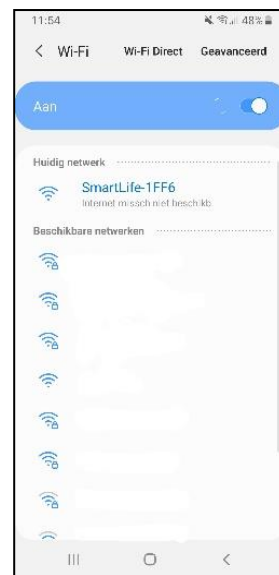 11:54 48%
Wi-Fi Wi-Fi Direct Geavanceerd
Aan
Huidig netwerk
SmartLife-1FF6
Internet missch niet beschikb.
Beschikbare netwerken